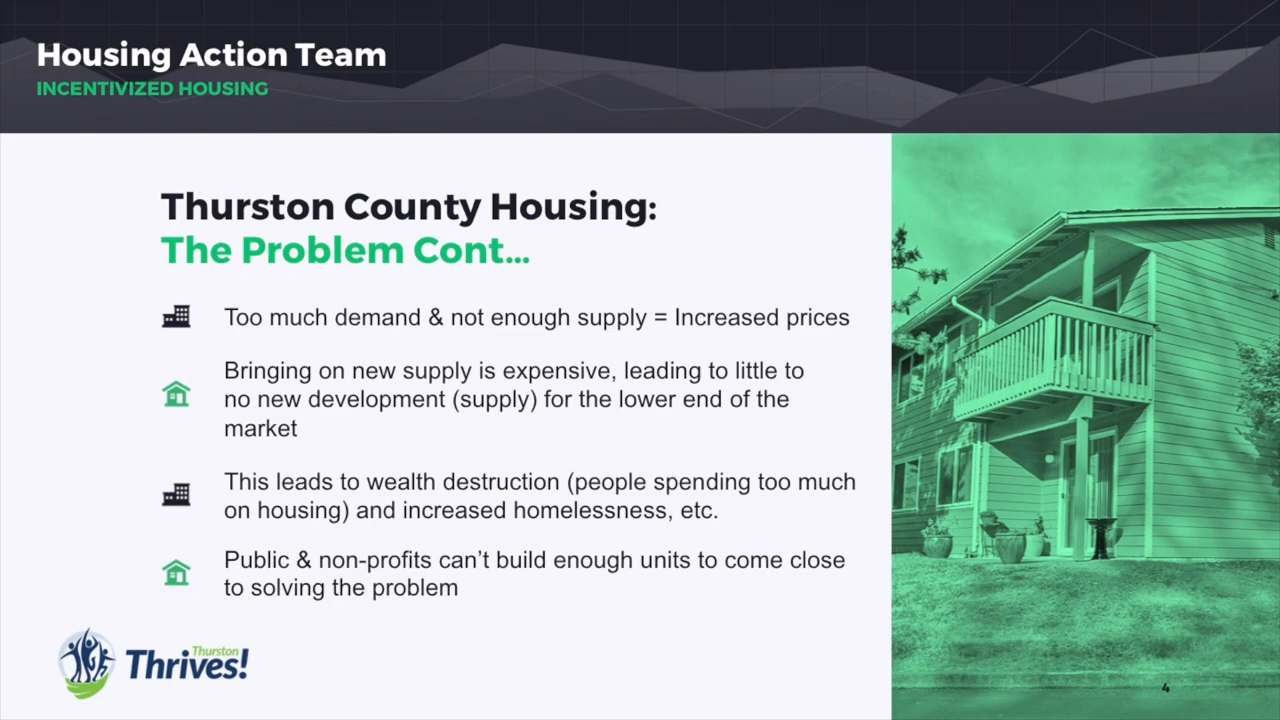 Housing Action Team
INCENTIVIZED HOUSING
Thurston County Housing:
The Problem Cont...
Too much demand & not enough supply = Increased prices
Bringing on new supply is expensive, leading to little to
no new development (supply) for the lower end of the
market
This leads to wealth destruction (people spending too much
on housing) and increased homelessness, etc.
Public & non-profits can’t build enough units to come close
to solving the problem
Thurston
Thrives!
4